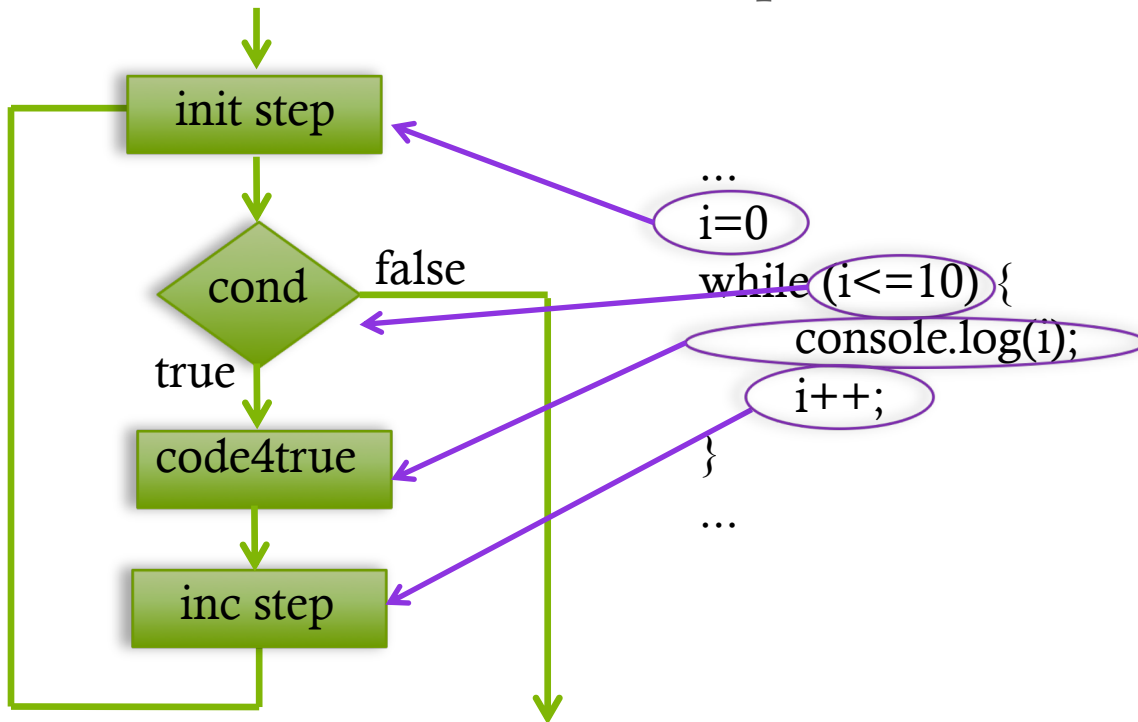 init step
cond
false
true
code4true
inc step
...
i=0
while (i<=10) {
console.log(i);
i++;
}
...